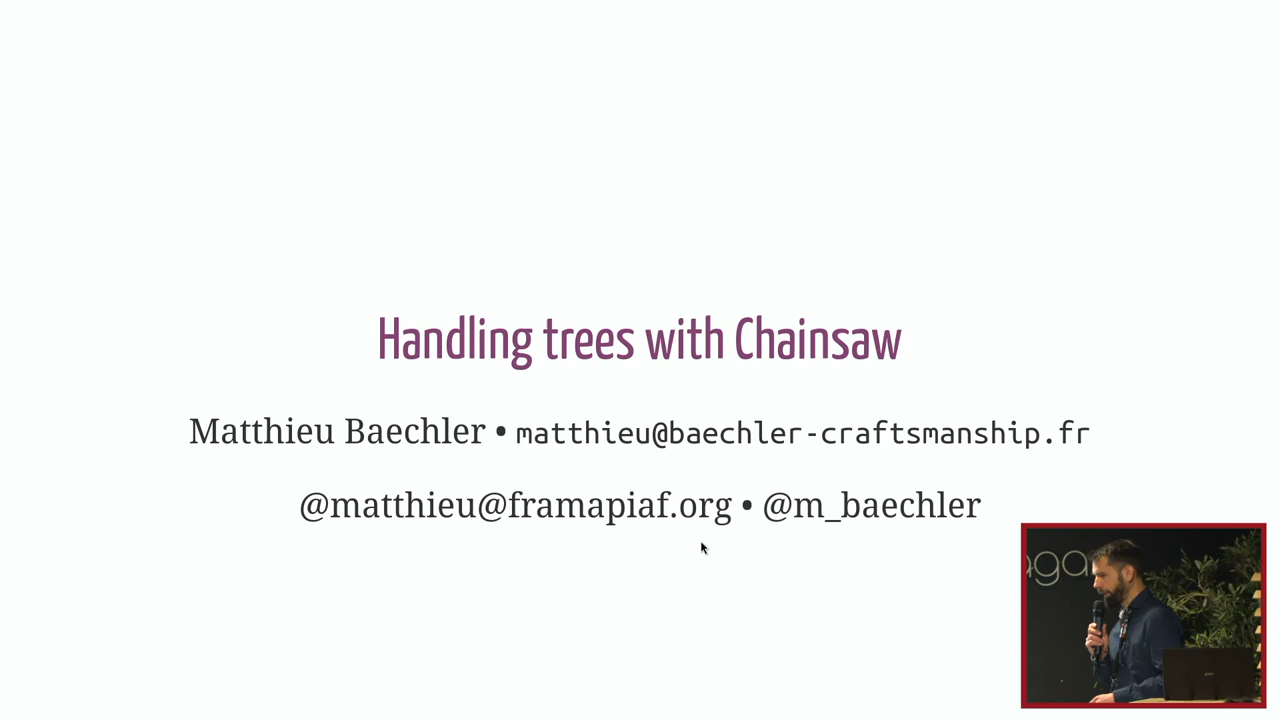 Handling trees with Chainsaw
Matthieu Baechler • matthieu@baechler-craftsmanship.fr
@matthieu@framapiaf.org • @m_baechler